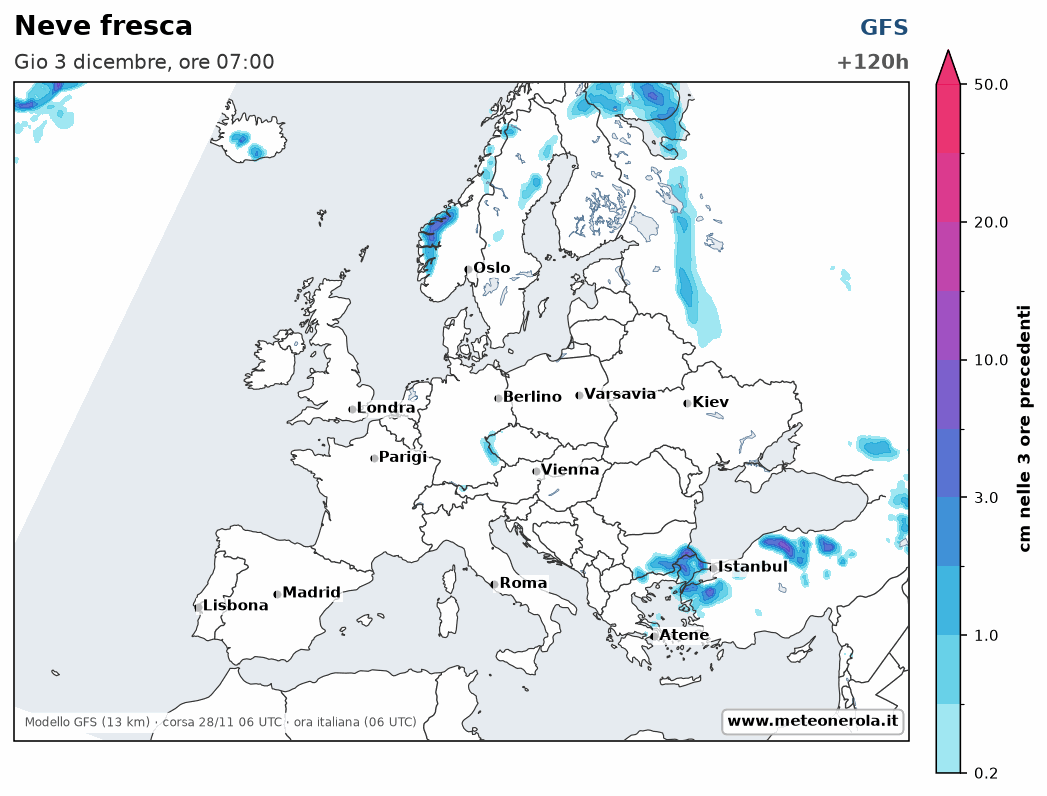 Neve fresca
GFS
Gio 3 dicembre, ore 07:00
+120h
50.0
20.0
10.0
3.0
1.0
0.2
cm nelle 3 ore precedenti
Oslo
Berlino
Varsavia
Kiev
Londra
Parigi
Vienna
Istanbul
Roma
Madrid
Lisbona
Atene
Modello GFS (13 km) · corsa 28/11 06 UTC · ora italiana (06 UTC)
www.meteonerola.it